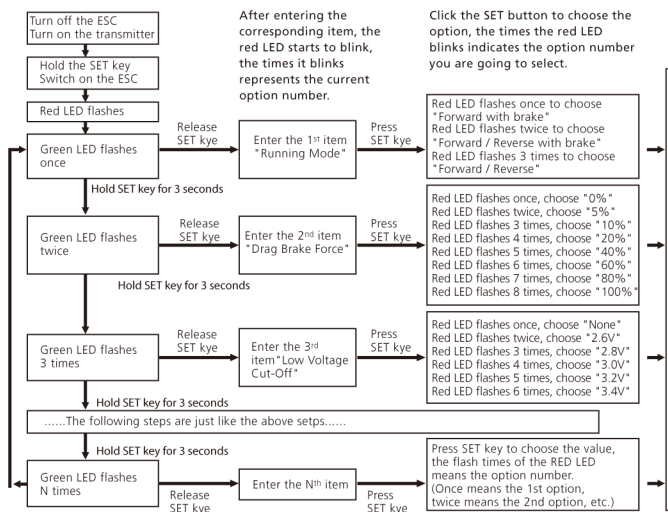 Turn off the ESC
Turn on the transmitter
Hold the SET key
Switch on the ESC
Red LED flashes
After entering the
corresponding item, the
red LED starts to blink,
the times it blinks
represents the current
option number.
Click the SET button to choose the
option, the times the red LED
blinks indicates the option number
you are going to select.
Green LED flashes
once
Release
SET kye
Enter the 1st item
"Running Mode"
Press
SET kye
Red LED flashes once to choose
"Forward with brake"
Red LED flashes twice to choose
"Forward / Reverse with brake"
Red LED flashes 3 times to choose
"Forward / Reverse"
Hold SET key for 3 seconds
Green LED flashes
twice
Release
SET kye
Enter the 2nd item
"Drag Brake Force"
Press
SET kye
Red LED flashes once, choose "0%"
Red LED flashes twice, choose "5%"
Red LED flashes 3 times, choose "10%"
Red LED flashes 4 times, choose "20%"
Red LED flashes 5 times, choose "40%"
Red LED flashes 6 times, choose "60%"
Red LED flashes 7 times, choose "80%"
Red LED flashes 8 times, choose "100%"
Hold SET key for 3 seconds
Green LED flashes
3 times
Release
SET kye
Enter the 3rd
item"Low Voltage
Cut-Off"
Press
SET kye
Red LED flashes once, choose "None"
Red LED flashes twice, choose "2.6V"
Red LED flashes 3 times, choose "2.8V"
Red LED flashes 4 times, choose "3.0V"
Red LED flashes 5 times, choose "3.2V"
Red LED flashes 6 times, choose "3.4V"
Hold SET key for 3 seconds
......The following steps are just like the above setps......
Hold SET key for 3 seconds
Green LED flashes
N times
Release
SET kye
Enter the Nth item
Press
SET kye
Press SET key to choose the value,
the flash times of the RED LED
means the option number.
(Once means the 1st option,
twice means the 2nd option, etc.)